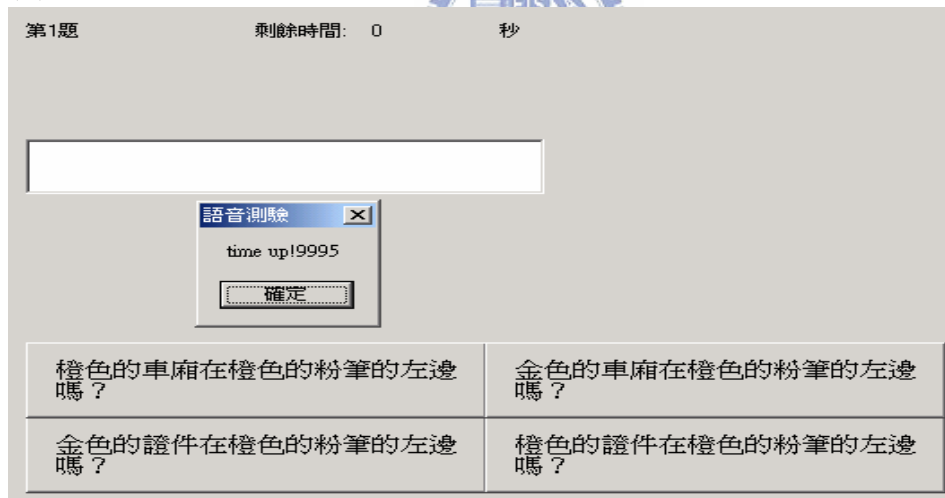 第1題 剩餘時間: 0 秒
語音測驗
time up!9995
確定
橙色的車廂在橙色的粉筆的左邊
嗎？
金色的車廂在橙色的粉筆的左邊
嗎？
金色的證件在橙色的粉筆的左邊
嗎？
橙色的證件在橙色的粉筆的左邊
嗎？